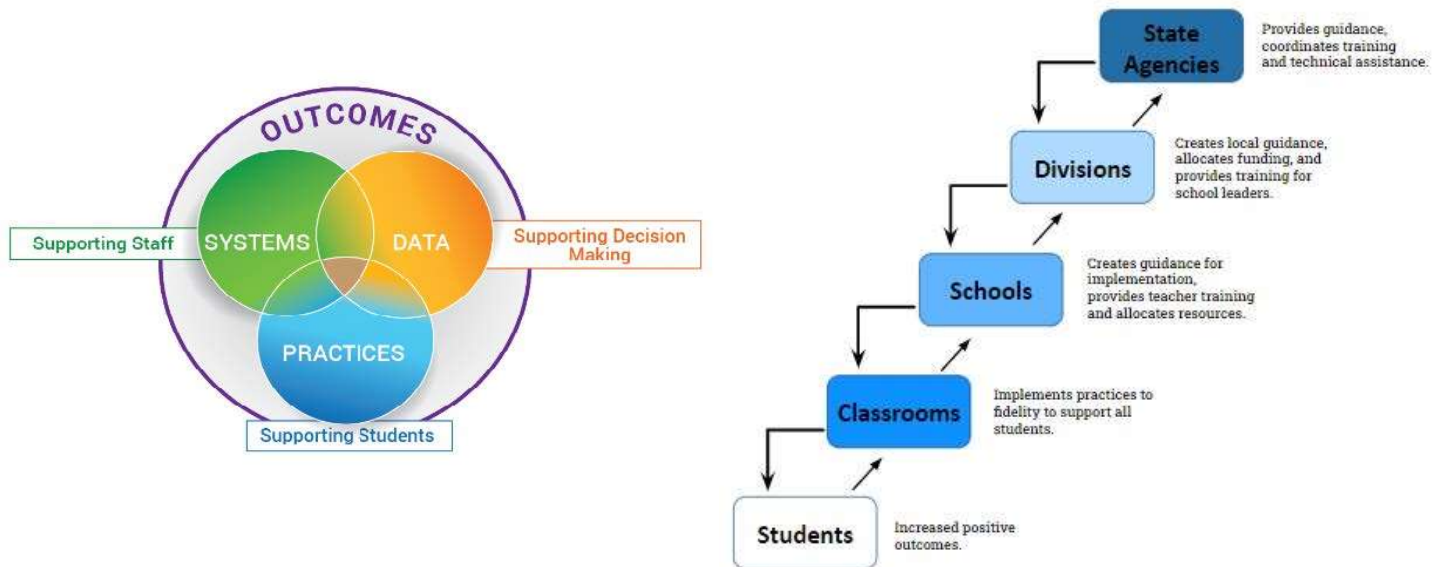 OUTCOMES
SYSTEMS
DATA
PRACTICES
Supporting Staff
Supporting Decision
Making
Supporting Students
State
Agencies
Provides guidance,
coordinates training
and technical assistance.
Divisions
Creates local guidance,
allocates funding, and
provides training for
school leaders.
Schools
Creates guidance for
implementation,
provides teacher training
and allocates resources.
Classrooms
Implements practices to
fidelity to support all
students.
Students
Increased positive
outcomes.